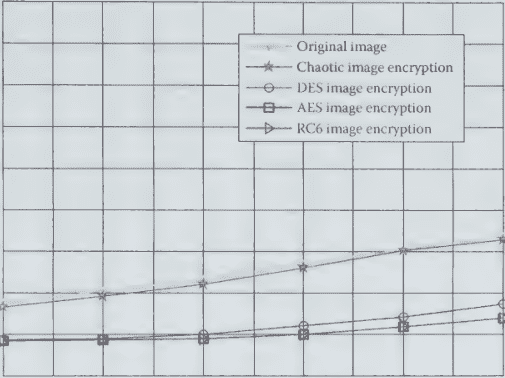 Original image
Chaotic image encryption
DES image encryption
AES image encryption
RC6 image encryption